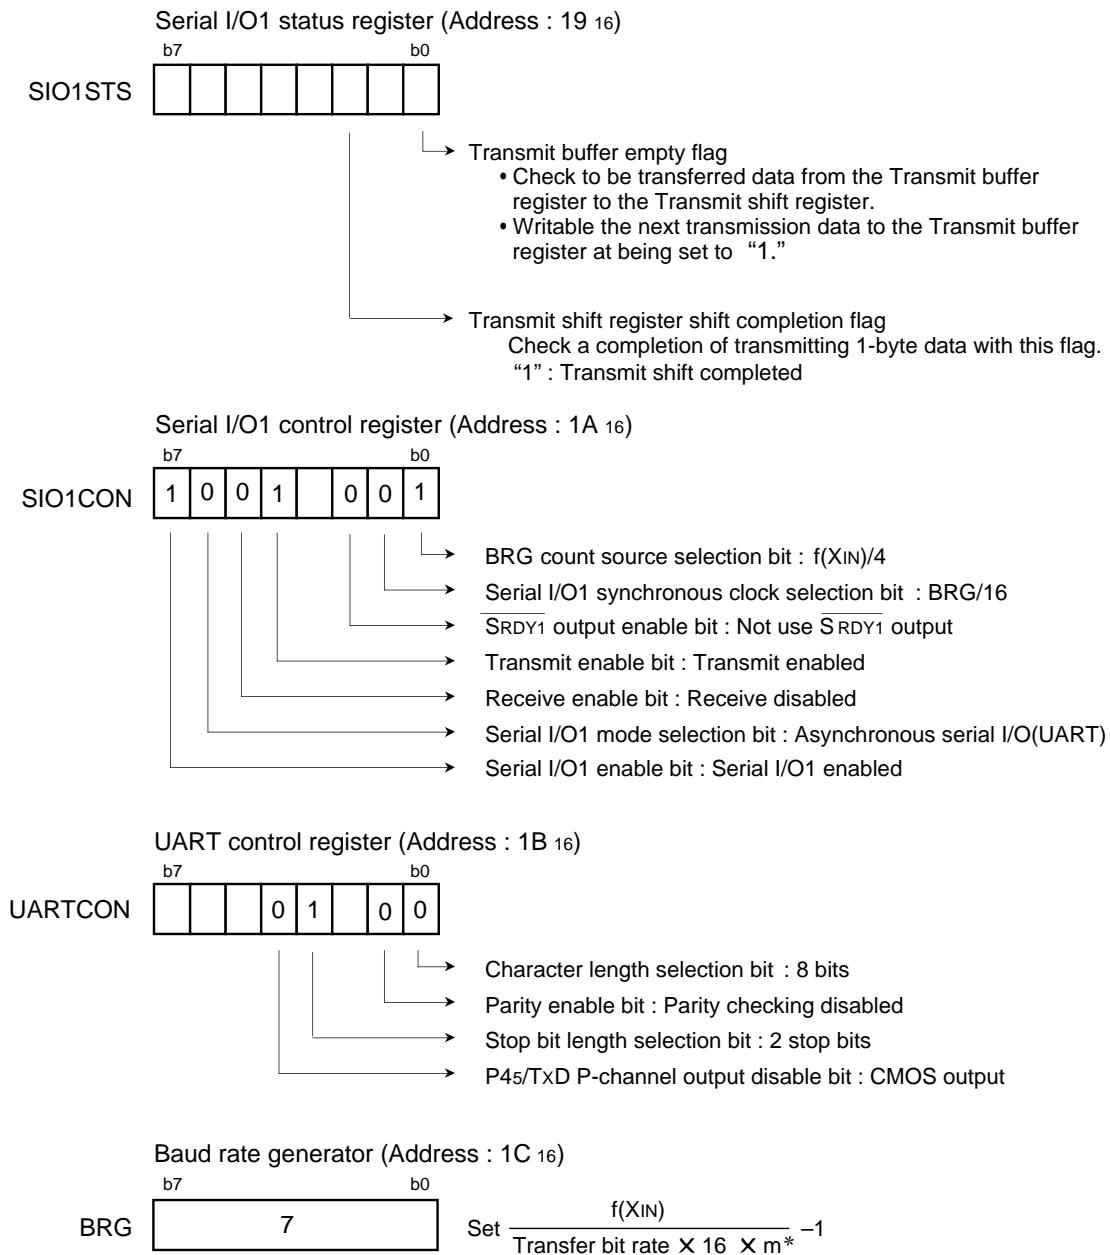 Serial I/O1 status register (Address : 19 16)
b7 b0
SIO1STS
Transmit buffer empty flag
• Check to be transferred data from the Transmit buffer
register to the Transmit shift register.
• Writable the next transmission data to the Transmit buffer
register at being set to “1.”
Transmit shift register shift completion flag
Check a completion of transmitting 1-byte data with this flag.
“1” : Transmit shift completed
Serial I/O1 control register (Address : 1A 16)
b7 b0
SIO1CON 1 0 0 1 0 0 1
BRG count source selection bit : f(XIN)/4
Serial I/O1 synchronous clock selection bit : BRG/16
SRDY1 output enable bit : Not use SRDY1 output
Transmit enable bit : Transmit enabled
Receive enable bit : Receive disabled
Serial I/O1 mode selection bit : Asynchronous serial I/O(UART)
Serial I/O1 enable bit : Serial I/O1 enabled
UART control register (Address : 1B 16)
b7 b0
UARTCON 0 1 0 0
Character length selection bit : 8 bits
Parity enable bit : Parity checking disabled
Stop bit length selection bit : 2 stop bits
P45/TxD P-channel output disable bit : CMOS output
Baud rate generator (Address : 1C 16)
b7 b0
BRG 7
Set f(XIN)
Transfer bit rate × 16 × m* –1